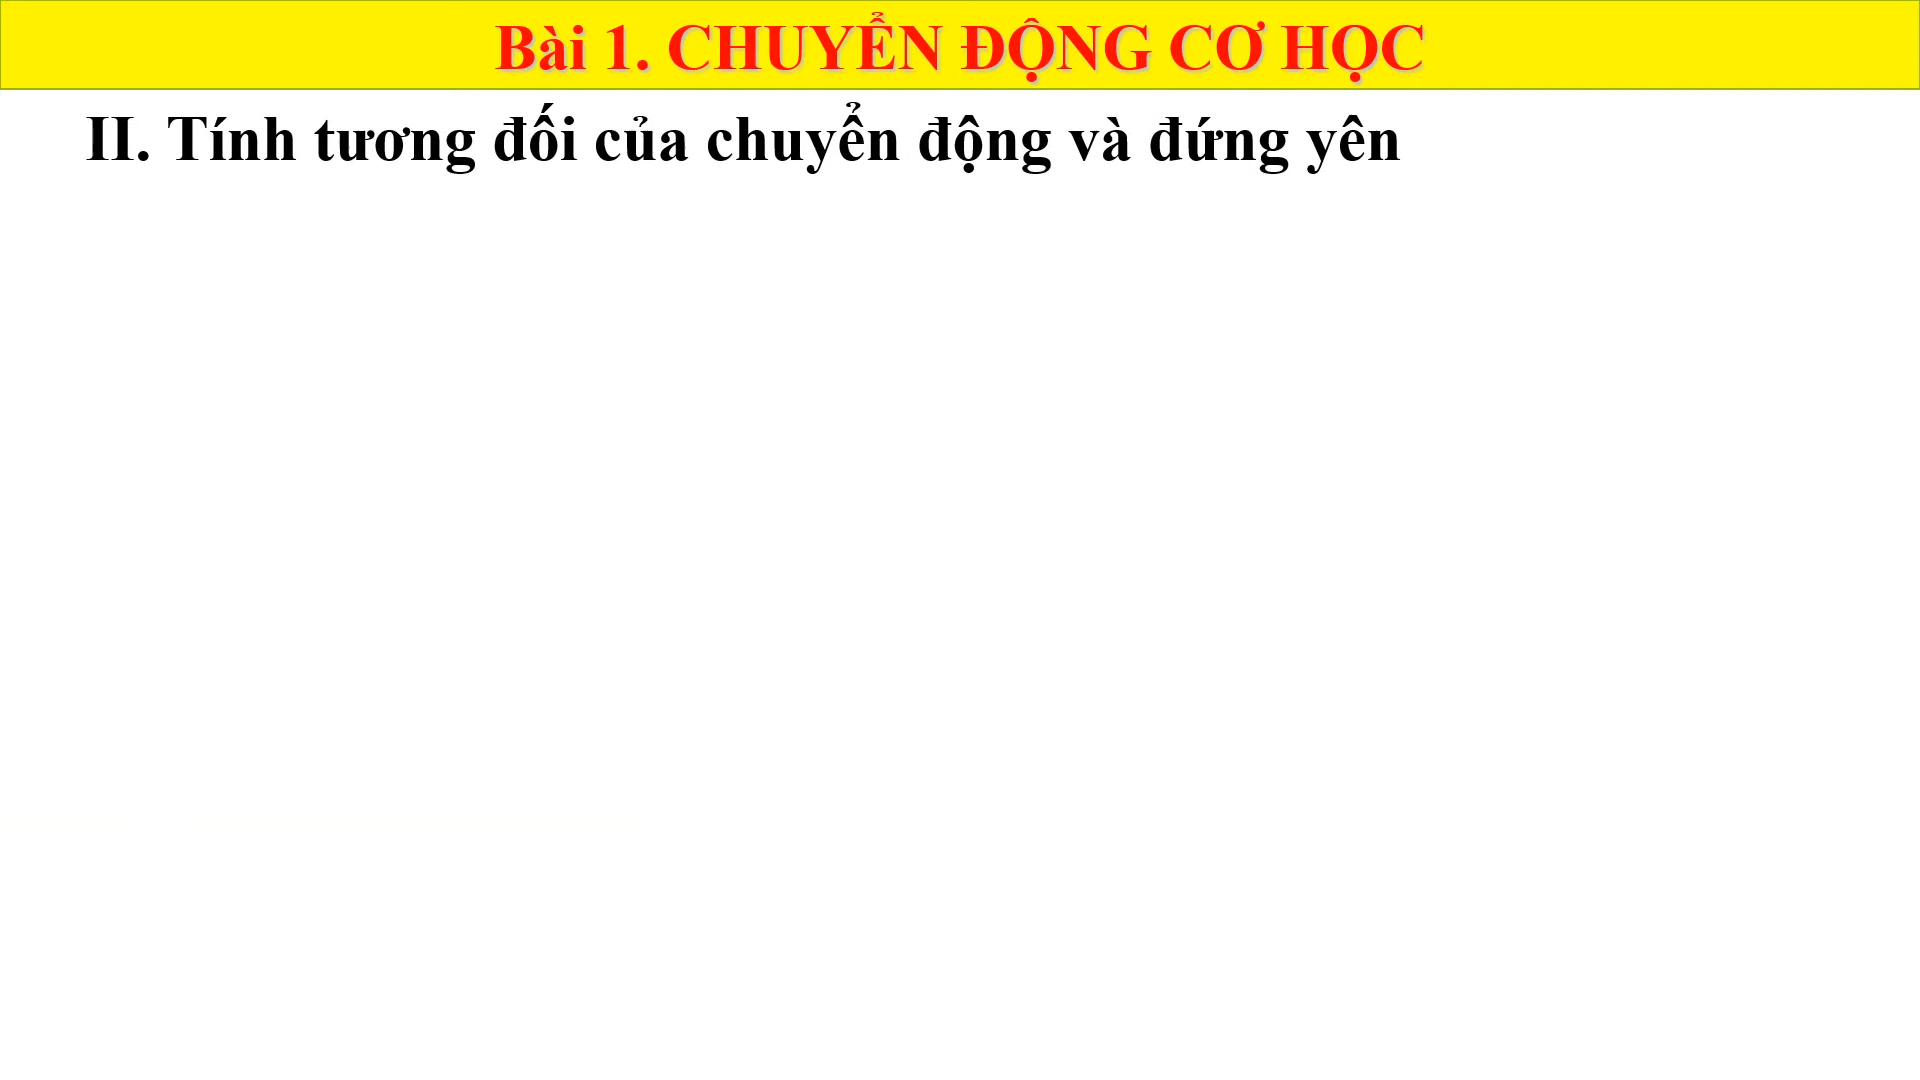 Bài 1. CHUYỂN ĐỘNG CƠ HỌC
II. Tính tương đối của chuyển động và đứng yên